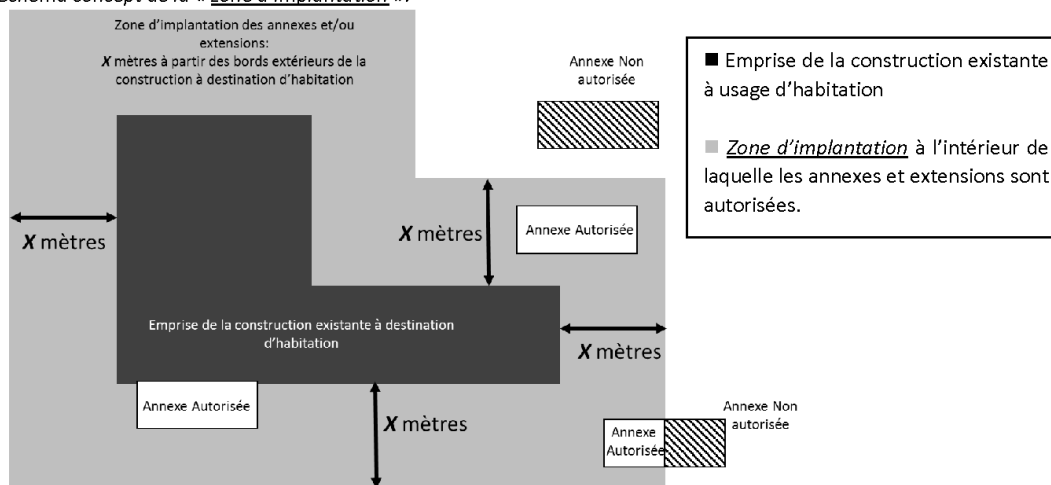 Schéma concept de la « Zone d'implantation » :
Zone d'implantation des annexes et/ou
extensions:
X mètres à partir des bords extérieurs de la
construction à destination d'habitation
Annexe Non
autorisée
■ Emprise de la construction existante
à usage d'habitation
■ Zone d'implantation à l'intérieur de
laquelle les annexes et extensions sont
autorisées.
X mètres
X mètres
Annexe Autorisée
Emprise de la construction existante à destination
d'habitation
X mètres
Annexe Autorisée
X mètres
Annexe
Autorisée
Annexe Non
autorisée